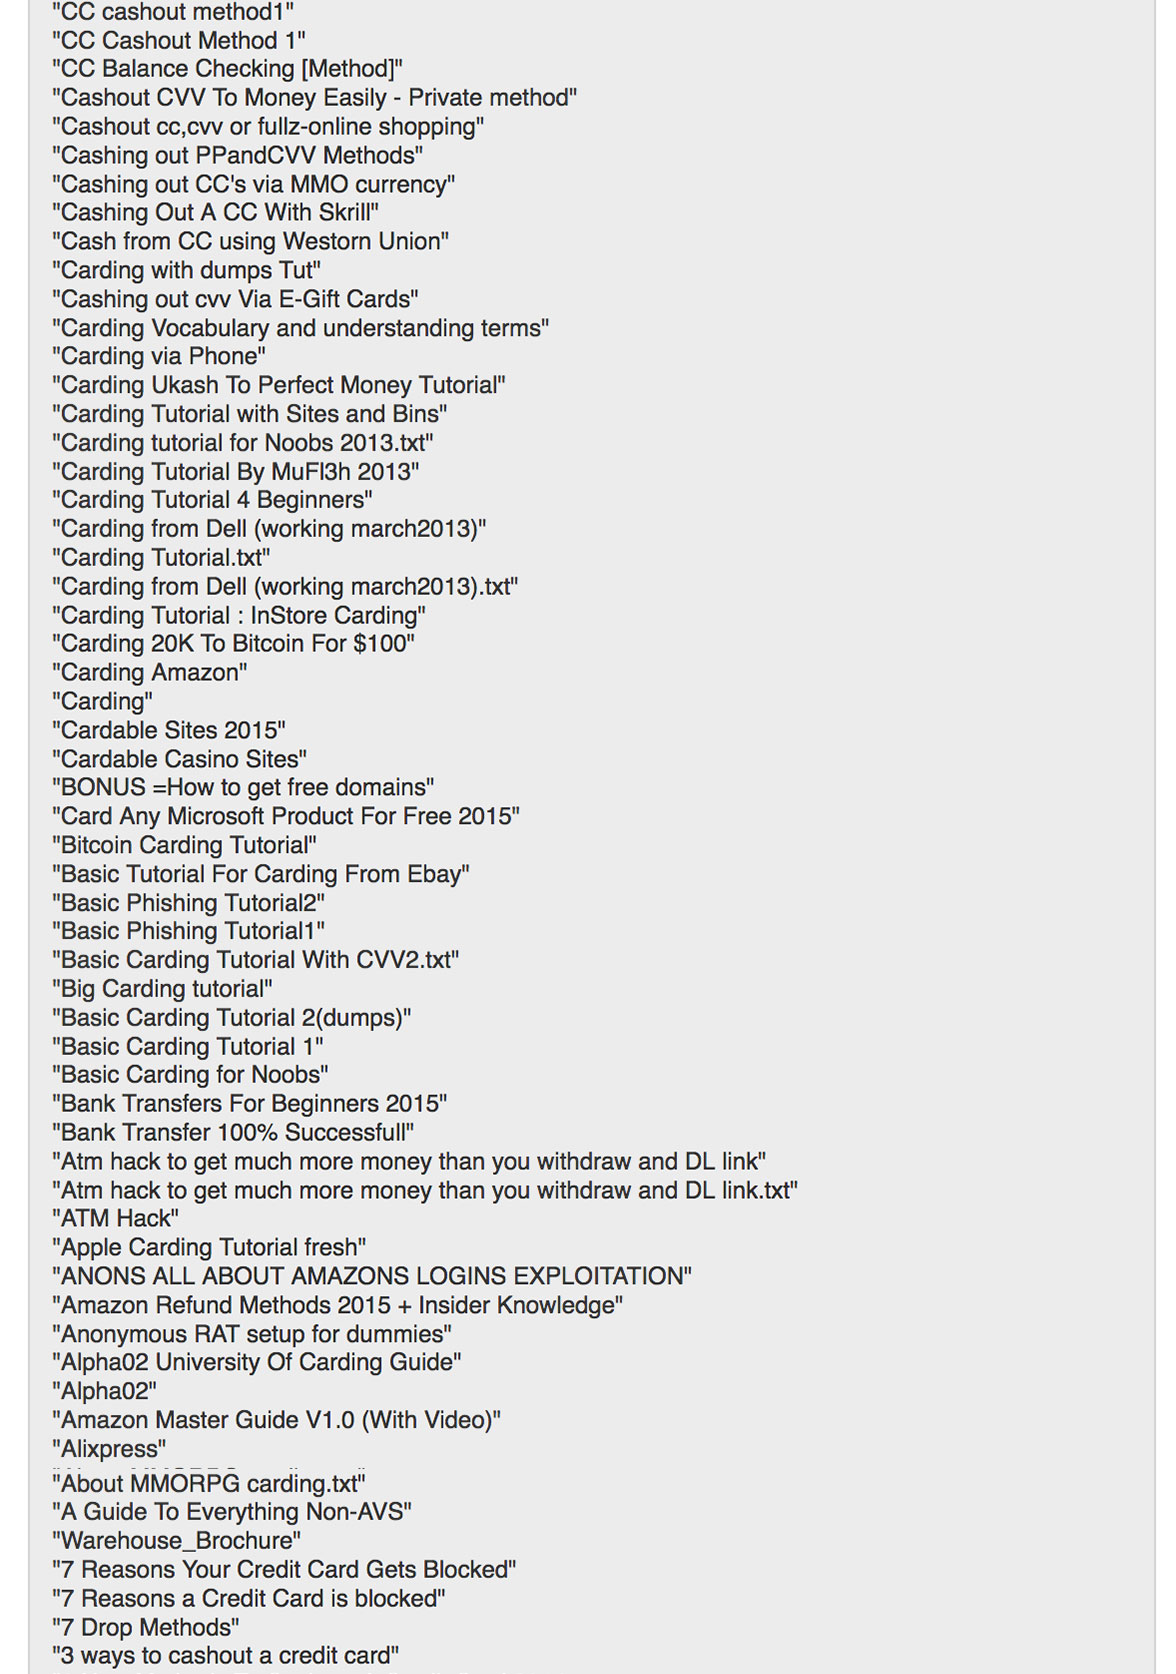 "CC cashout method1"
"CC Cashout Method 1"
"CC Balance Checking [Method]"
"Cashout CVV To Money Easily - Private method"
"Cashout cc,cvv or fullz-online shopping"
"Cashing out PPandCVV Methods"
"Cashing out CC's via MMO currency"
"Cashing Out A CC With Skrill"
"Cash from CC using Westorn Union"
"Carding with dumps Tut"
"Cashing out cvv Via E-Gift Cards"
"Carding Vocabulary and understanding terms"
"Carding via Phone"
"Carding Ukash To Perfect Money Tutorial"
"Carding Tutorial with Sites and Bins"
"Carding tutorial for Noobs 2013.txt"
"Carding Tutorial By MuFl3h 2013"
"Carding Tutorial 4 Beginners"
"Carding from Dell (working march2013)"
"Carding Tutorial.txt"
"Carding from Dell (working march2013).txt"
"Carding Tutorial : InStore Carding"
"Carding 20K To Bitcoin For $100"
"Carding Amazon"
"Carding"
"Cardable Sites 2015"
"Cardable Casino Sites"
"BONUS =How to get free domains"
"Card Any Microsoft Product For Free 2015"
"Bitcoin Carding Tutorial"
"Basic Tutorial For Carding From Ebay"
"Basic Phishing Tutorial2"
"Basic Phishing Tutorial1"
"Basic Carding Tutorial With CVV2.txt"
"Big Carding tutorial"
"Basic Carding Tutorial 2(dumps)"
"Basic Carding Tutorial 1"
"Basic Carding for Noobs"
"Bank Transfers For Beginners 2015"
"Bank Transfer 100% Successfull"
"Atm hack to get much more money than you withdraw and DL link"
"Atm hack to get much more money than you withdraw and DL link.txt"
"ATM Hack"
"Apple Carding Tutorial fresh"
"ANONS ALL ABOUT AMAZONS LOGINS EXPLOITATION"
"Amazon Refund Methods 2015 + Insider Knowledge"
"Anonymous RAT setup for dummies"
"Alpha02 University Of Carding Guide"
"Alpha02"
"Amazon Master Guide V1.0 (With Video)"
"Alixpress"
"About MMORPG carding.txt"
"A Guide To Everything Non-AVS"
"Warehouse_Brochure"
"7 Reasons Your Credit Card Gets Blocked"
"7 Reasons a Credit Card is blocked"
"7 Drop Methods"
"3 ways to cashout a credit card"